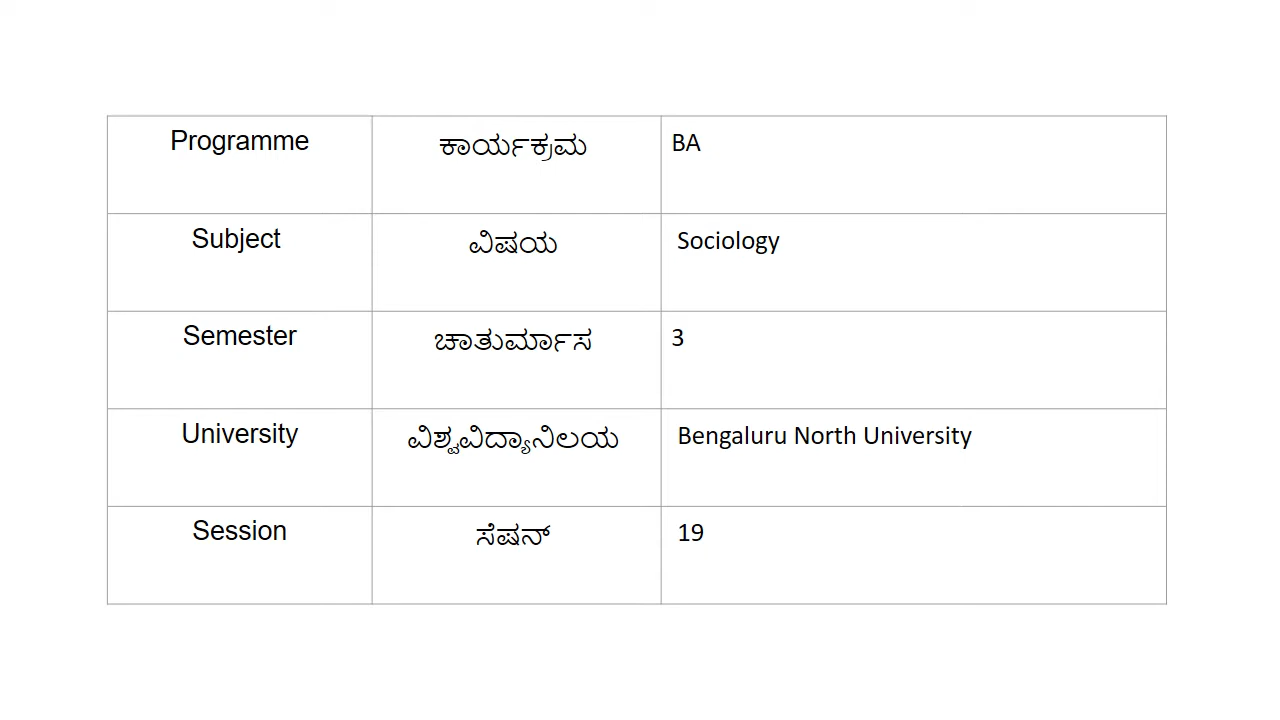 Programme ಕಾರ್ಯಕ್ರಮ BA
Subject ವಿಷಯ Sociology
Semester ಚಾತುರ್ಮಾಸ 3
University ವಿಶ್ವವಿದ್ಯಾನಿಲಯ Bengaluru North University
Session ಸೆಷನ್ 19